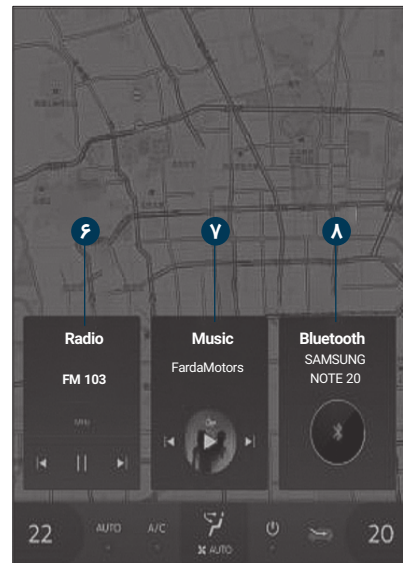 ۶
۷
۸
Radio
FM 103
MHz
Music
FardaMotors
Bluetooth
SAMSUNG
NOTE 20
22
AUTO
A/C
AUTO
20